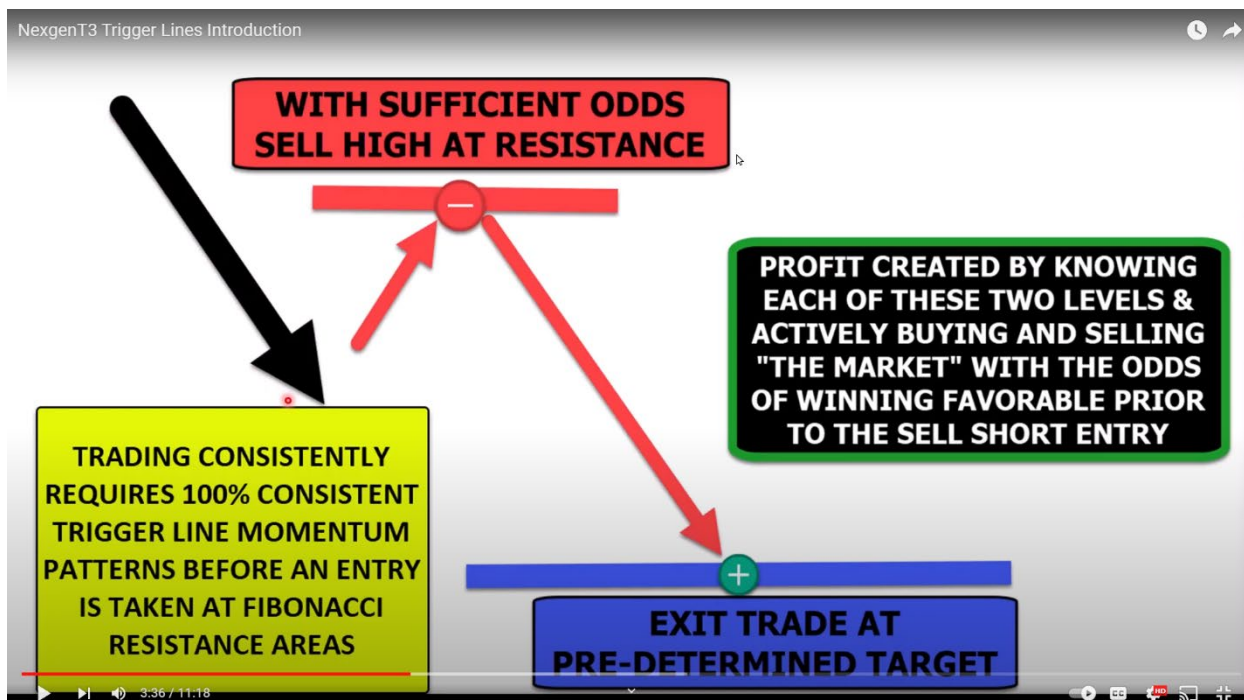 NexgenT3 Trigger Lines Introduction
WITH SUFFICIENT ODDS
SELL HIGH AT RESISTANCE
PROFIT CREATED BY KNOWING
EACH OF THESE TWO LEVELS &
ACTIVELY BUYING AND SELLING
"THE MARKET" WITH THE ODDS
OF WINNING FAVORABLE PRIOR
TO THE SELL SHORT ENTRY
TRADING CONSISTENTLY
REQUIRES 100% CONSISTENT
TRIGGER LINE MOMENTUM
PATTERNS BEFORE AN ENTRY
IS TAKEN AT FIBONACCI
RESISTANCE AREAS
EXIT TRADE AT
PRE-DETERMINED TARGET
3:36 / 11:18
CC
HD